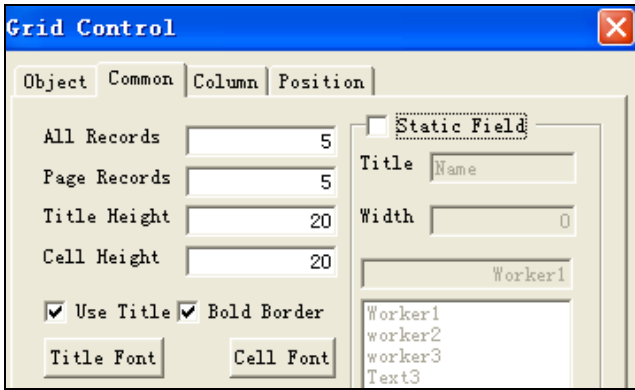 Grid Control
Object Common Column Position
All Records 5
Page Records 5
Title Height 20
Cell Height 20
Use Title Bold Border
Title Font Cell Font
Static Field
Title Name
Width 0
Worker1
Worker1
worker2
worker3
Text3